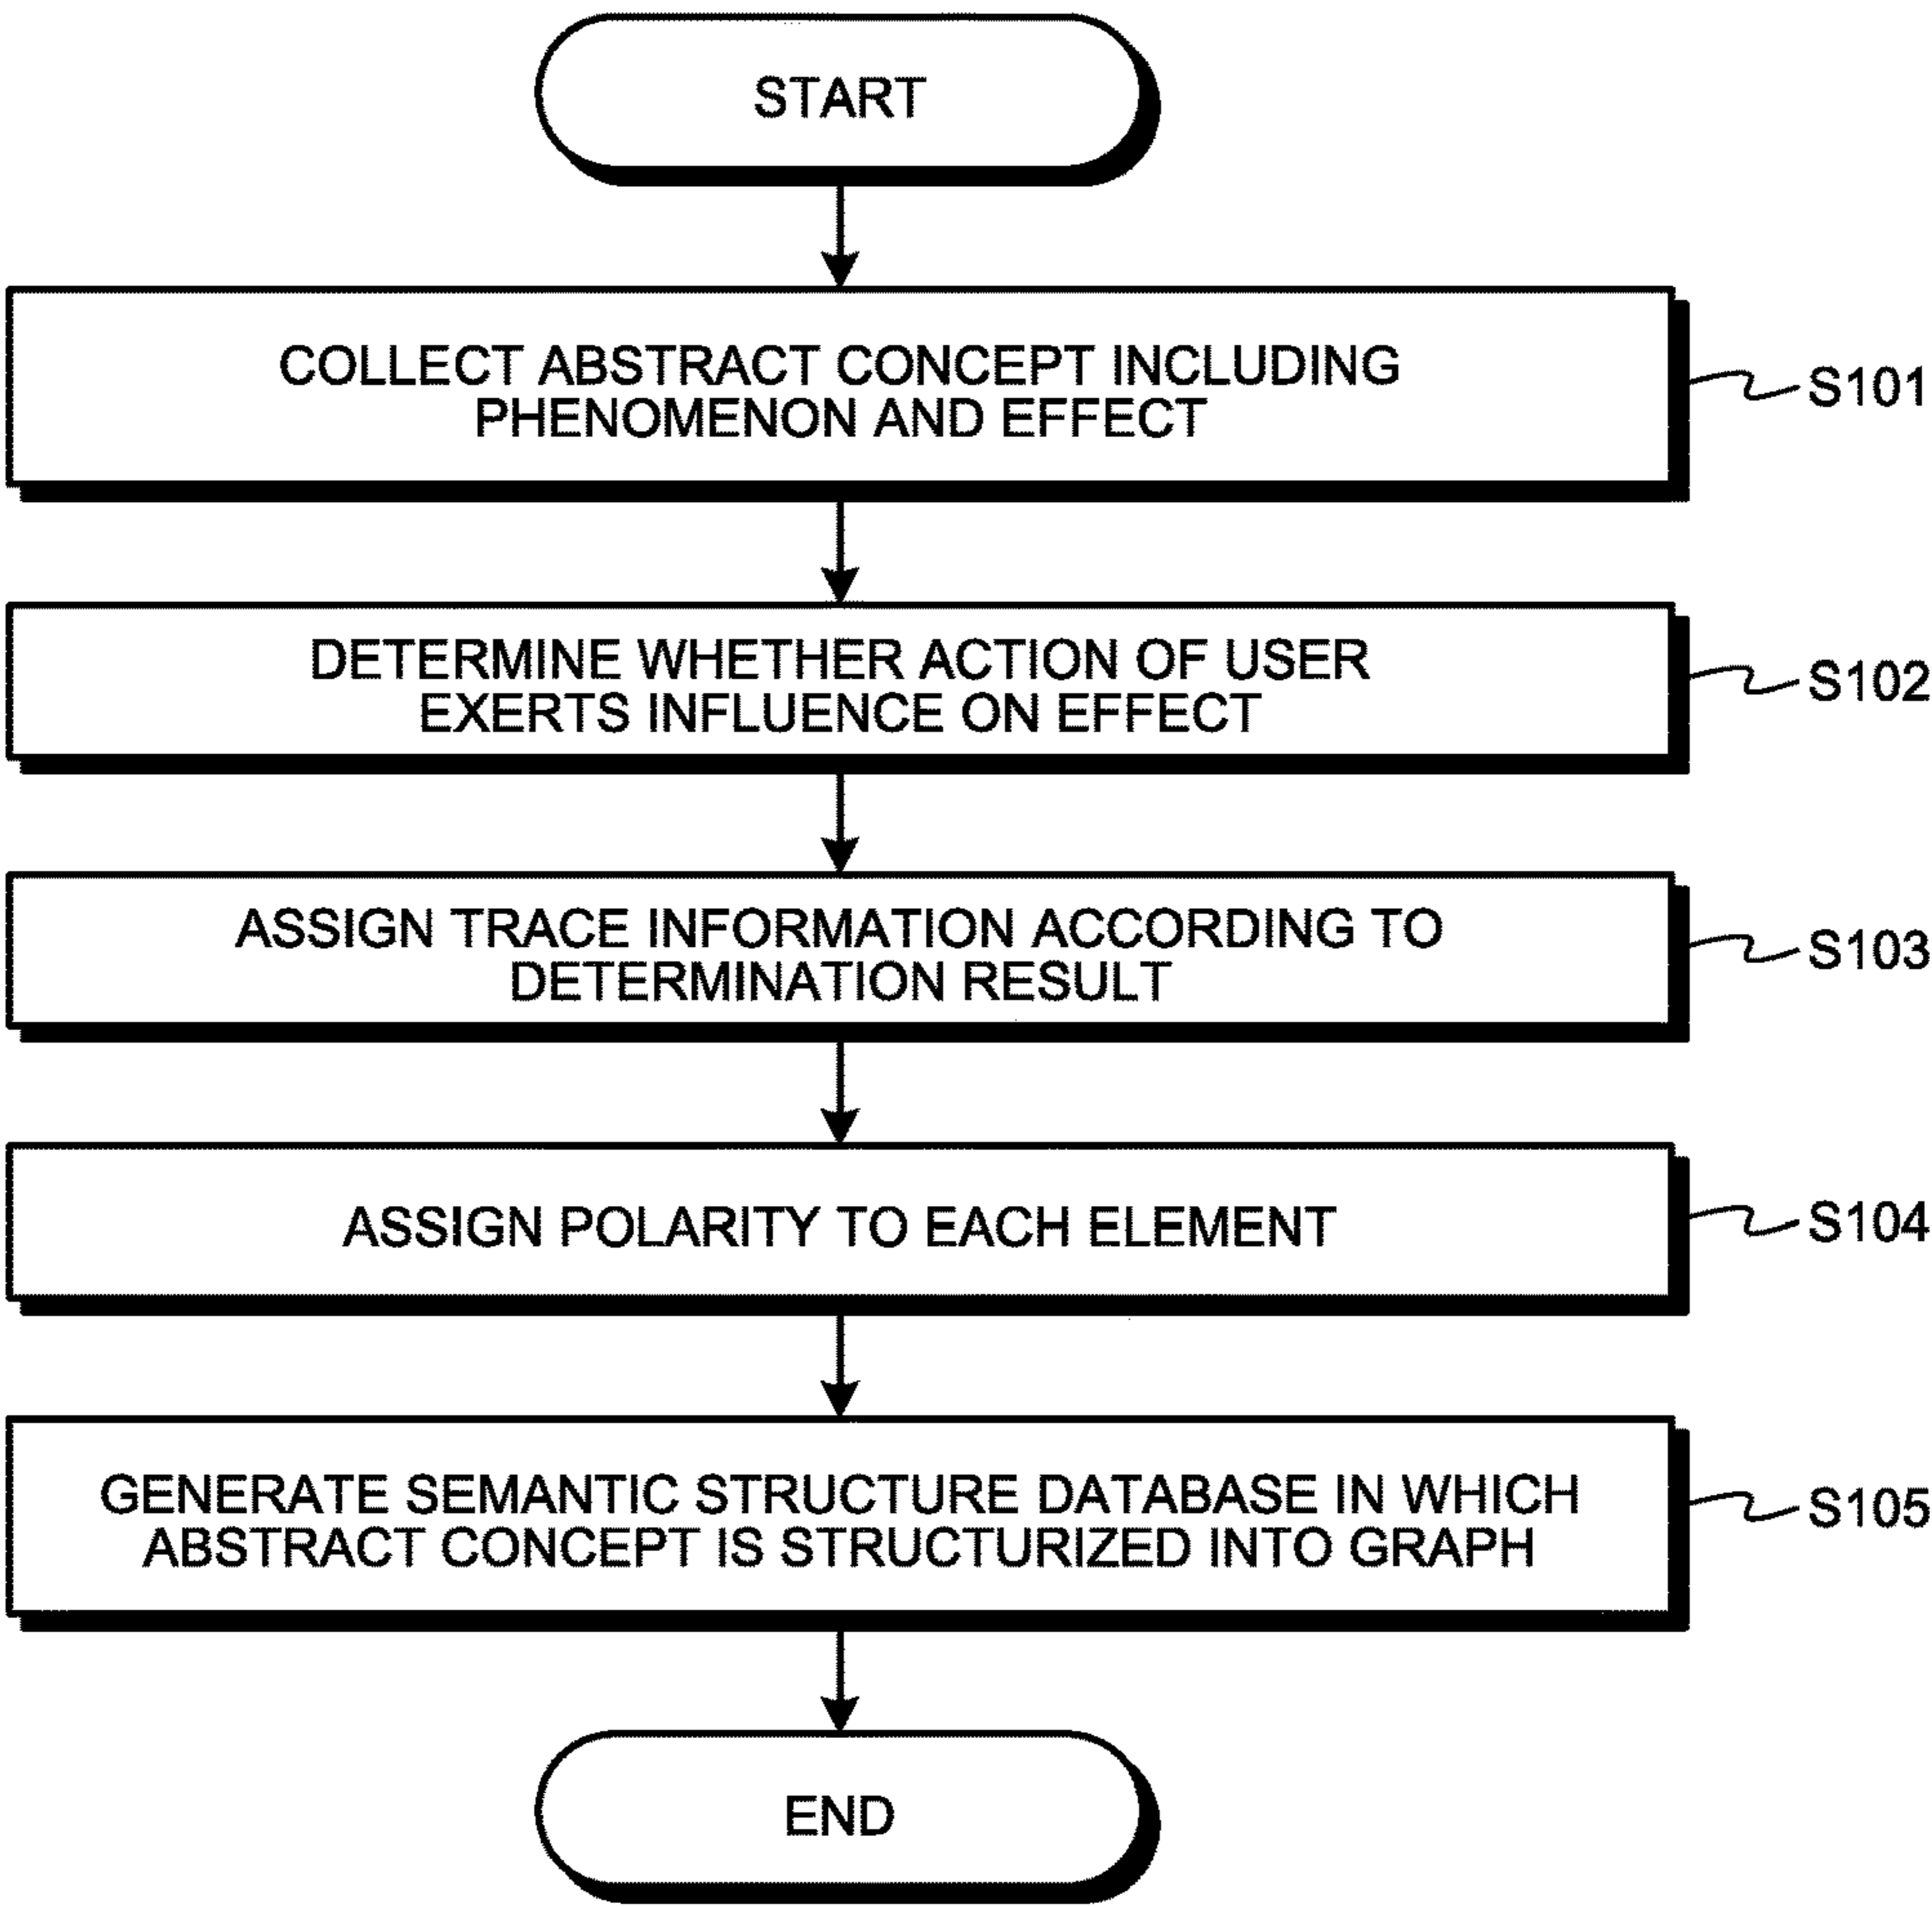 START
COLLECT ABSTRACT CONCEPT INCLUDING
PHENOMENON AND EFFECT
S101
DETERMINE WHETHER ACTION OF USER
EXERTS INFLUENCE ON EFFECT
S102
ASSIGN TRACE INFORMATION ACCORDING TO
DETERMINATION RESULT
S103
ASSIGN POLARITY TO EACH ELEMENT
S104
GENERATE SEMANTIC STRUCTURE DATABASE IN WHICH
ABSTRACT CONCEPT IS STRUCTURIZED INTO GRAPH
S105
END